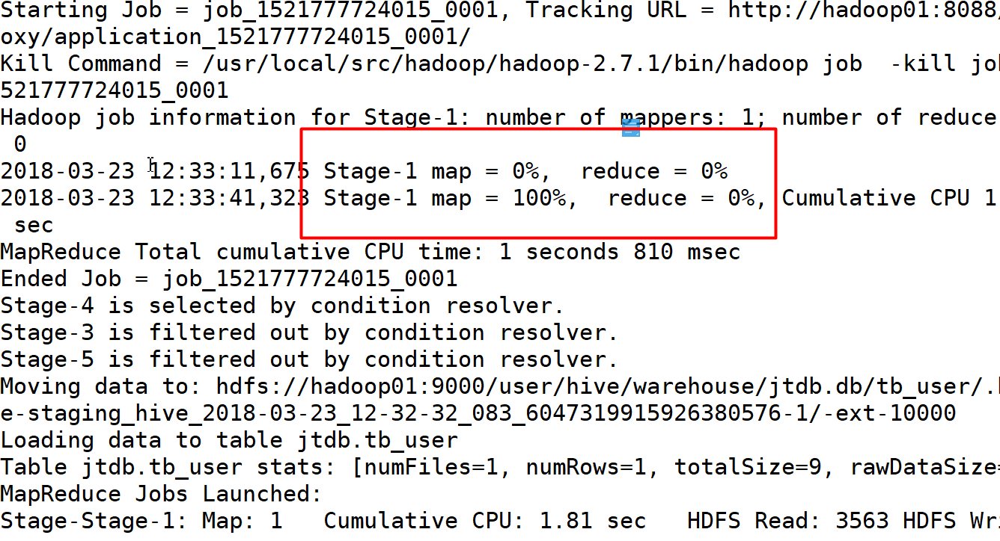 Starting Job = job_1521777724015_0001, Tracking URL = http://hadoop01:8088/
oxy/application_1521777724015_0001/
Kill Command = /usr/local/src/hadoop/hadoop-2.7.1/bin/hadoop job  -kill
521777724015_0001
Hadoop job information for Stage-1: number of mappers: 1; number of reduce
0
2018-03-23 12:33:11,675 Stage-1 map = 0%,  reduce = 0%
2018-03-23 12:33:41,323 Stage-1 map = 100%,  reduce = 0%, Cumulative CPU 1
sec
MapReduce Total cumulative CPU time: 1 seconds 810 msec
Ended Job = job_1521777724015_0001
Stage-4 is selected by condition resolver.
Stage-3 is filtered out by condition resolver.
Stage-5 is filtered out by condition resolver.
Moving data to: hdfs://hadoop01:9000/user/hive/warehouse/jtdb.db/tb_user/.
e-staging_hive_2018-03-23_12-32-32_083_6047319915926380576-1/-ext-10000
Loading data to table jtdb.tb_user
Table jtdb.tb_user stats: [numFiles=1, numRows=1, totalSize=9, rawDataSize=
MapReduce Jobs Launched:
Stage-Stage-1: Map: 1   Cumulative CPU: 1.81 sec   HDFS Read: 3563 HDFS Wr